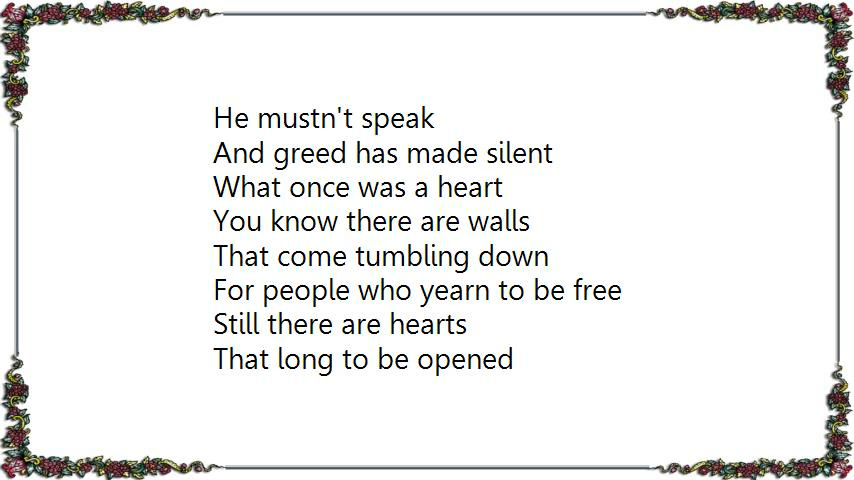 He mustn't speak
And greed has made silent
What once was a heart
You know there are walls
That come tumbling down
For people who yearn to be free
Still there are hearts
That long to be opened